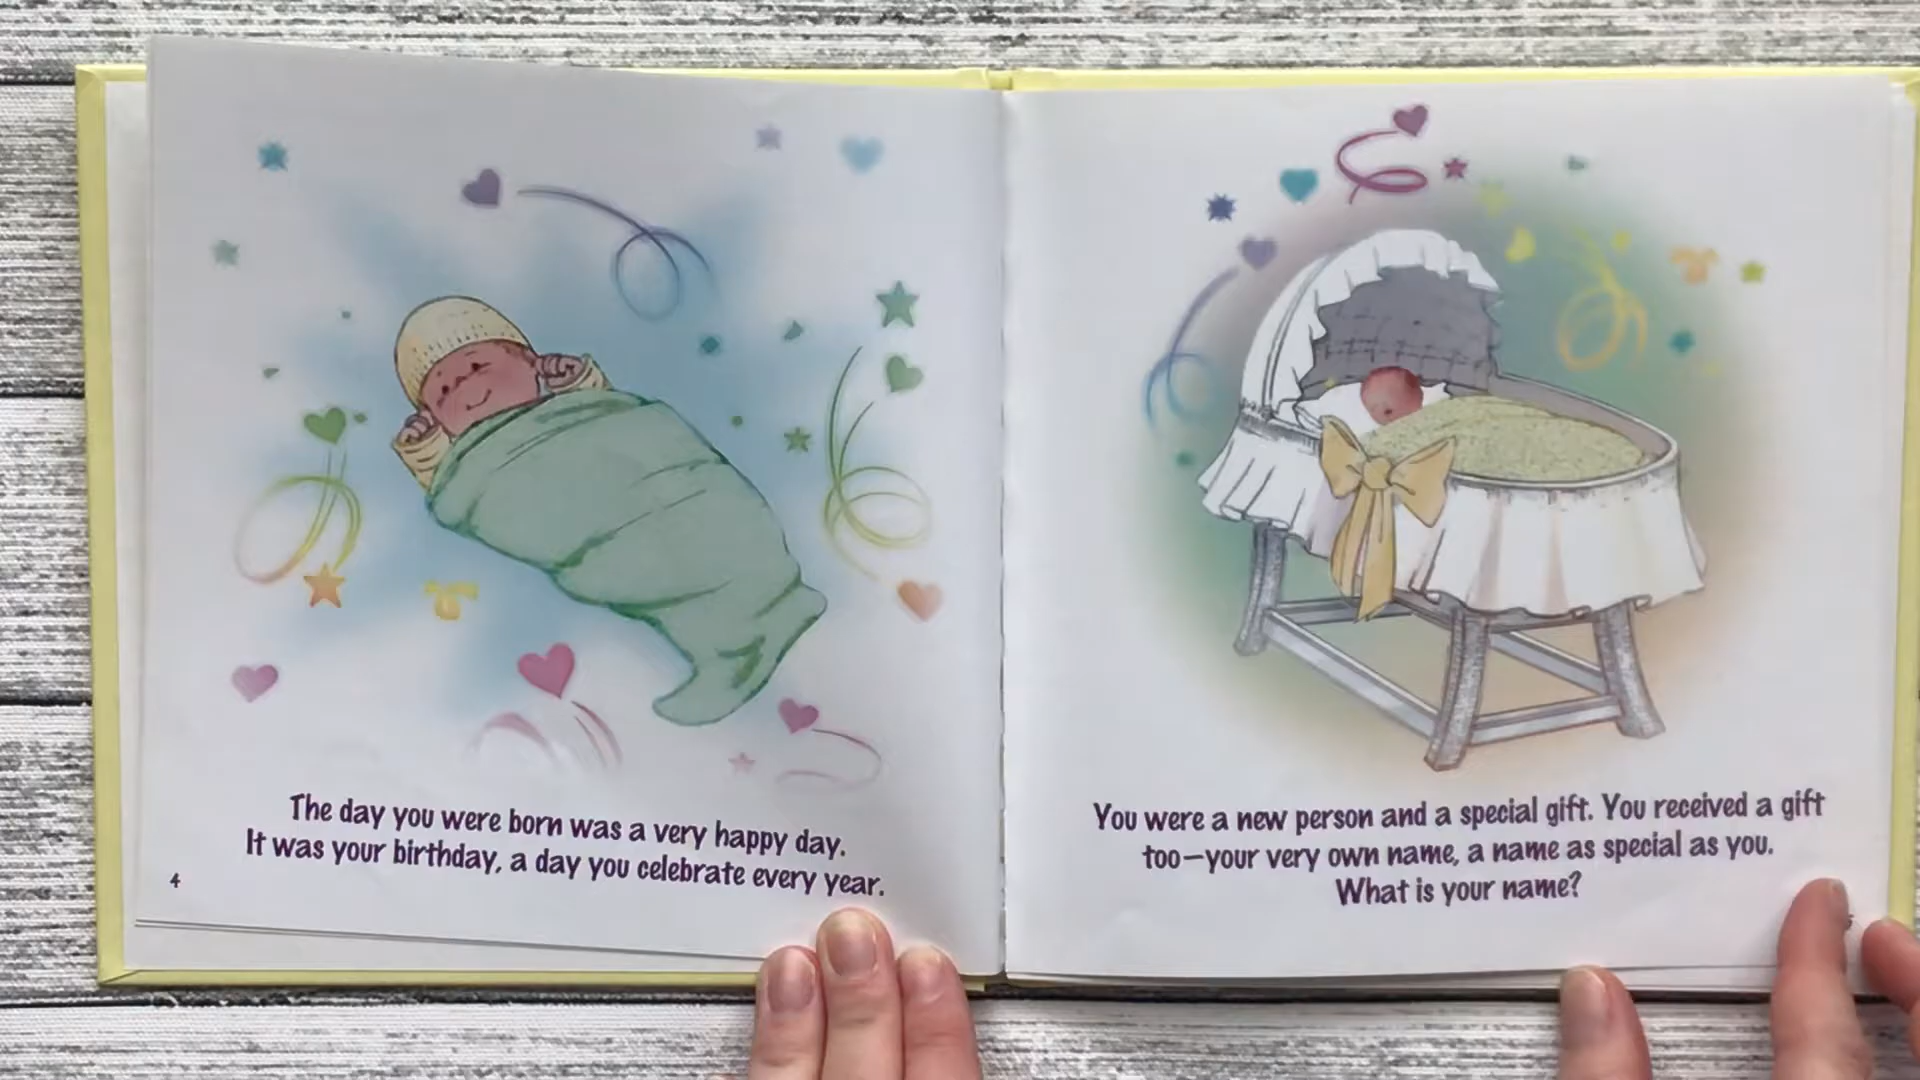 The day you were born was a very happy day.
It was your birthday, a day you celebrate every year.
4
You were a new person and a special gift. You received a gift
too—your very own name, a name as special as you.
What is your name?